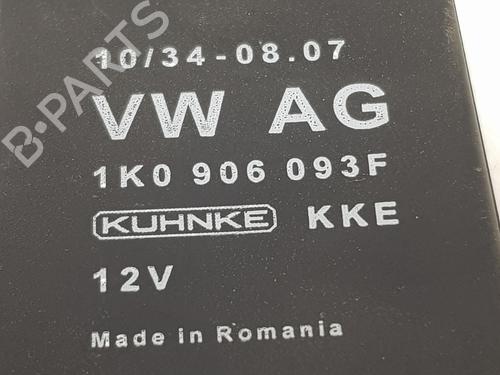 10/34-08.07
VW AG
1K0 906 093F
KUHNKE KKE
12V
Made in Romania
B-PARTS